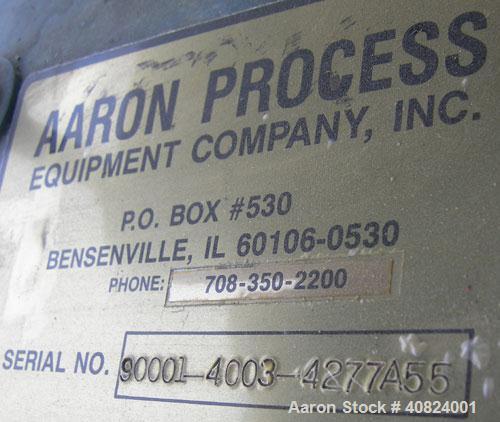 AARON PROCESS
EQUIPMENT COMPANY, INC.
P.O. BOX #530
BENSENVILLE, IL 60106-0530
PHONE: 708-350-2200
SERIAL NO. 90001-4003-4277A55
Aaron Stock # 40824001